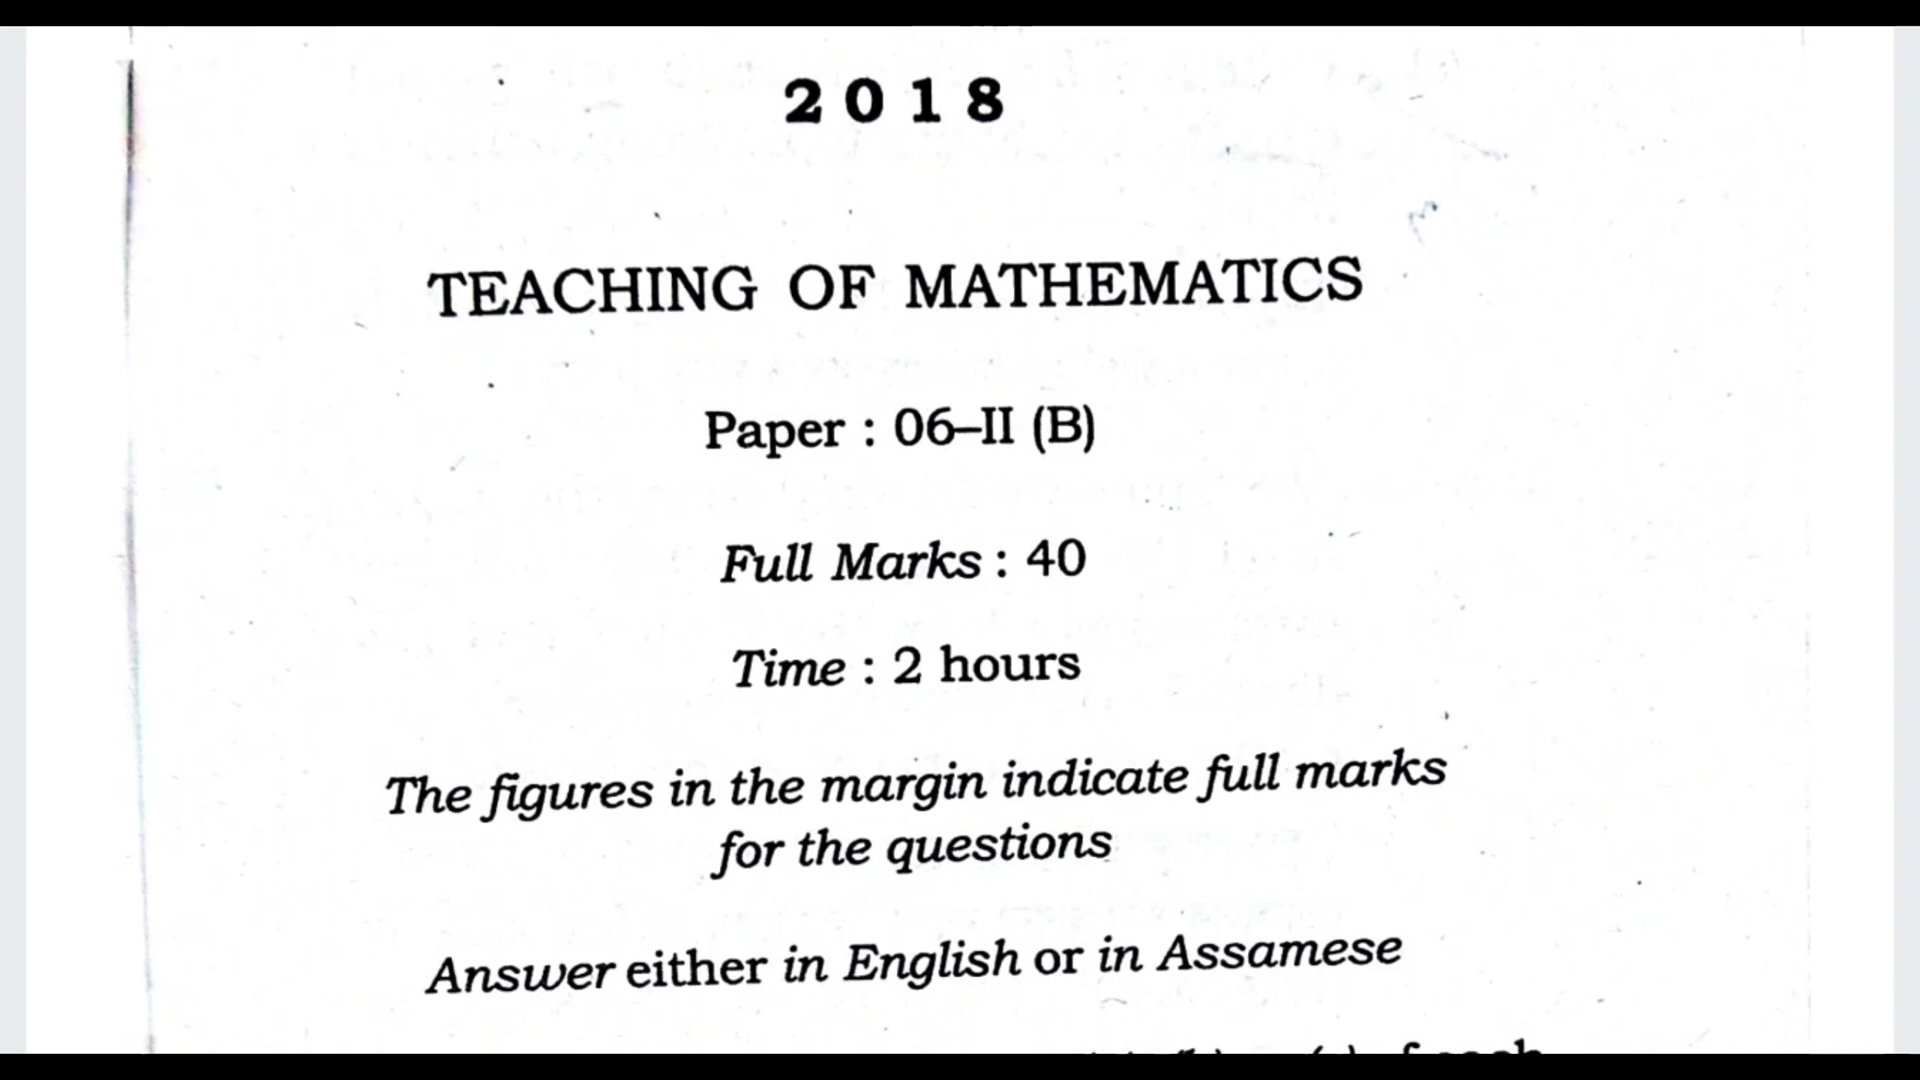 2018
TEACHING OF MATHEMATICS
Paper : 06–II (B)
Full Marks : 40
Time : 2 hours
The figures in the margin indicate full marks
for the questions
Answer either in English or in Assamese